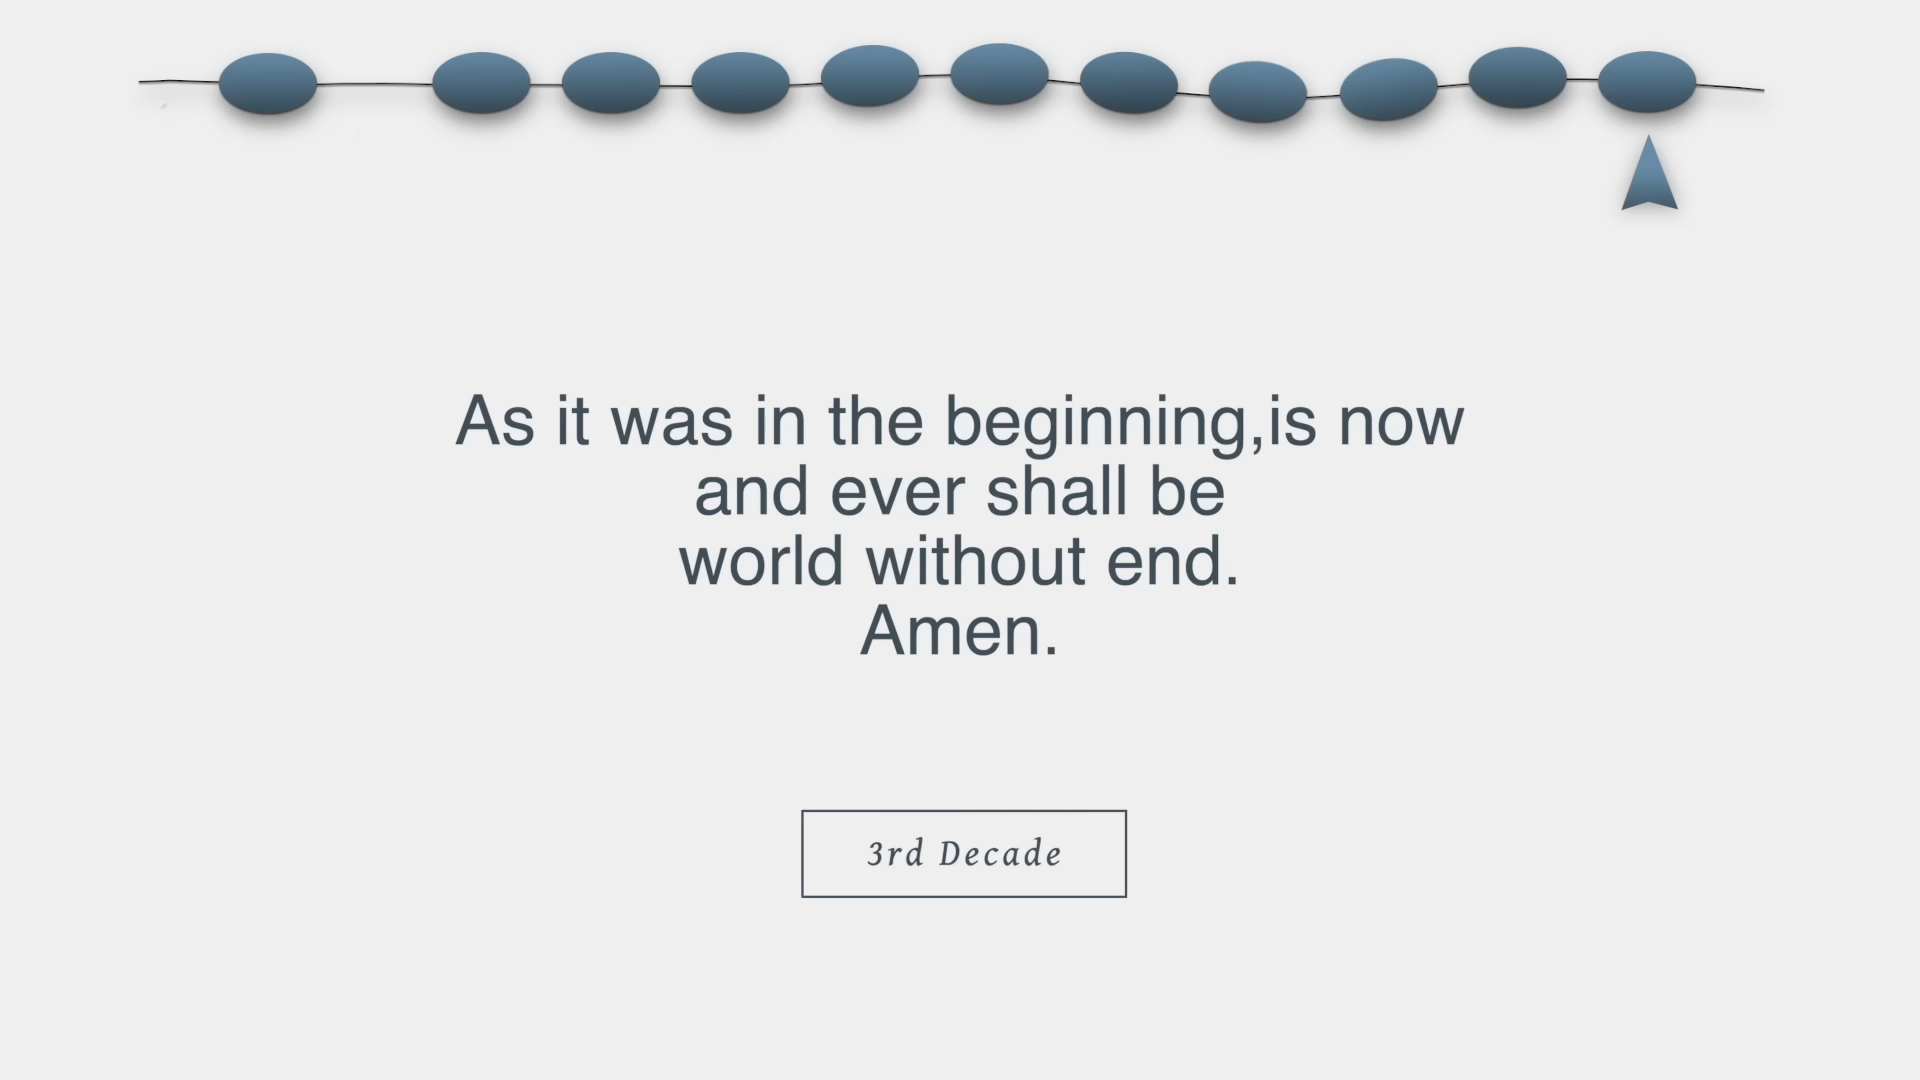 As it was in the beginning,is now
and ever shall be
world without end.
Amen.
3rd Decade